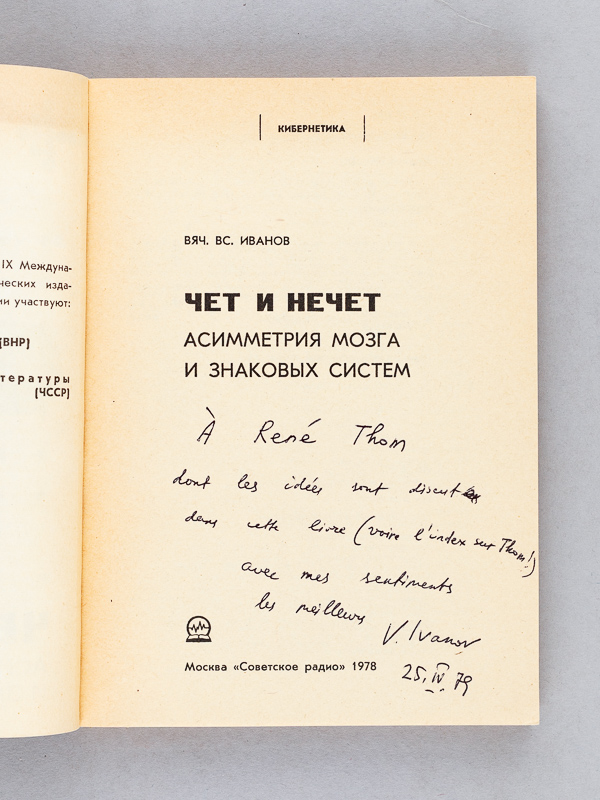 IX Междуна-
ческих изда-
ии участвуют:
(ВНР)
тературы
(ЧССР)
КИБЕРНЕТИКА
ВЯЧ. ВС. ИВАНОВ
ЧЕТ И НЕЧЕТ
АСИММЕТРИЯ МОЗГА
И ЗНАКОВЫХ СИСТЕМ
À René Thom
dont les idées sont discutées
dans cette livre (voire l'index sur Thom!)
avec mes sentiments
les meilleurs
V. Ivanov
25.IV.79
Москва «Советское радио» 1978